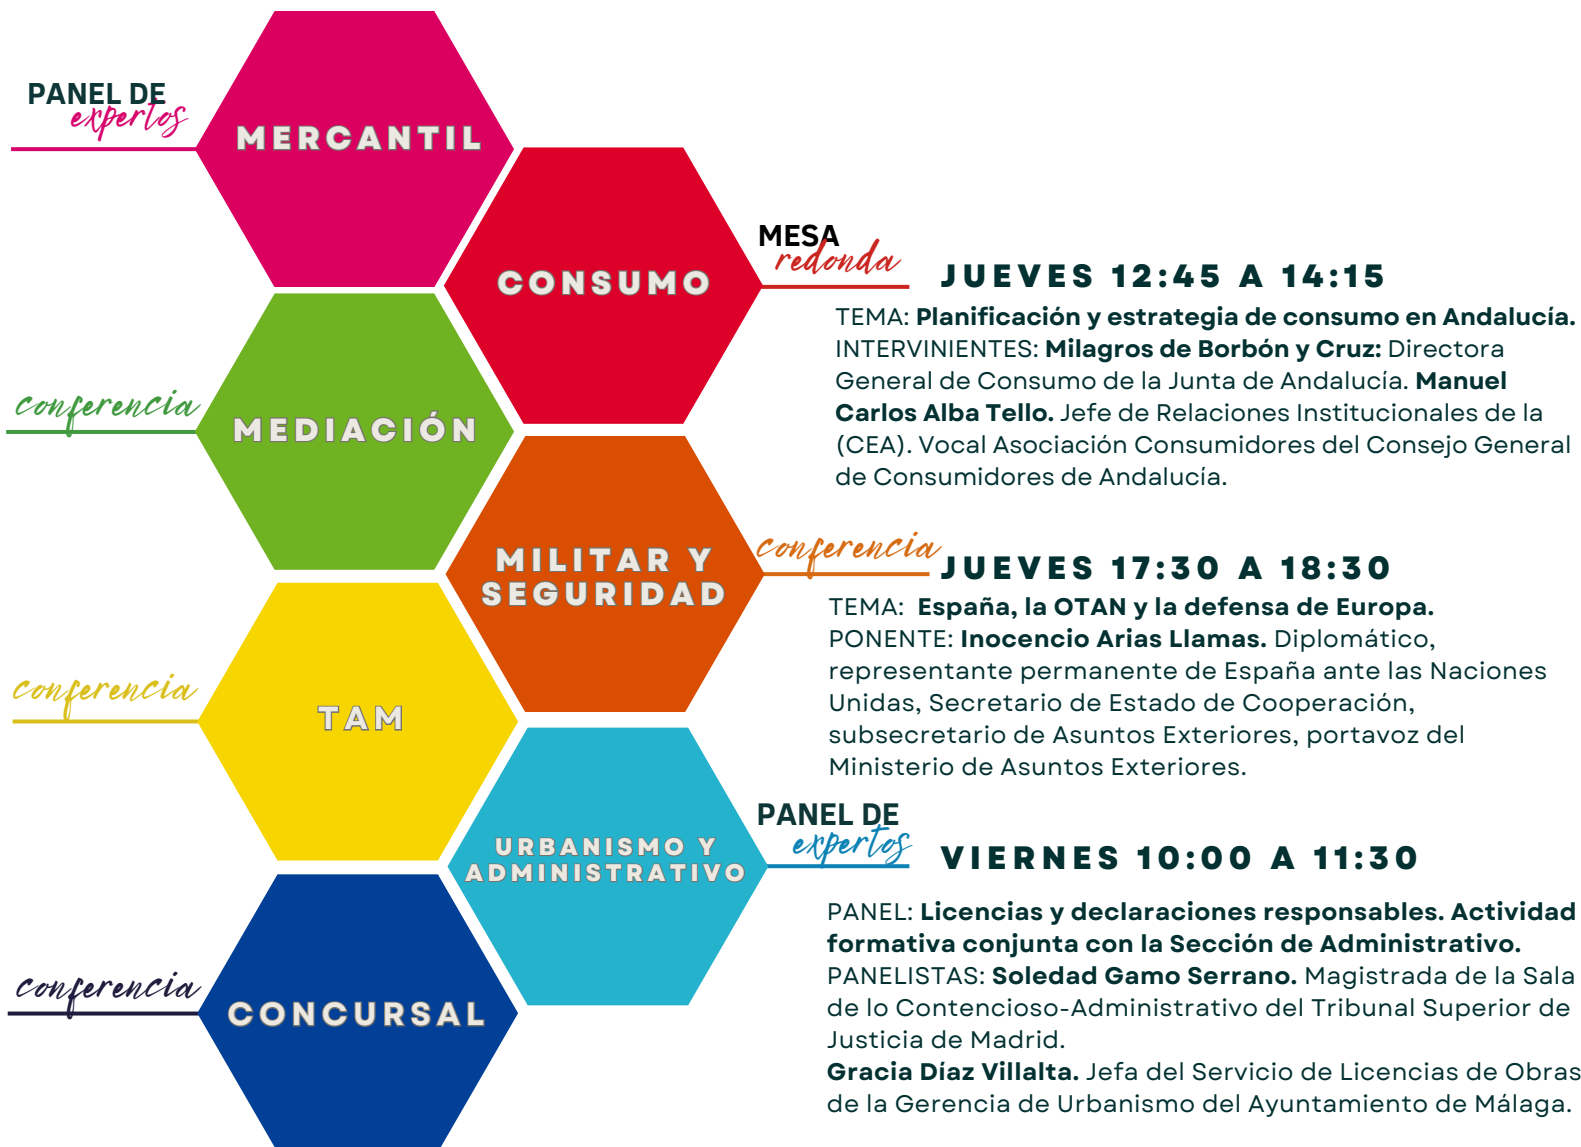 PANEL DE
expertos
MERCANTIL
MESA
redonda
CONSUMO
JUEVES 12:45 A 14:15
TEMA: Planificación y estrategia de consumo en Andalucía.
INTERVINIENTES: Milagros de Borbón y Cruz: Directora
General de Consumo de la Junta de Andalucía. Manuel
Carlos Alba Tello. Jefe de Relaciones Institucionales de la
(CEA). Vocal Asociación Consumidores del Consejo General
de Consumidores de Andalucía.
conferencia
MEDIACIÓN
MILITAR Y
SEGURIDAD
conferencia
JUEVES 17:30 A 18:30
TEMA: España, la OTAN y la defensa de Europa.
PONENTE: Inocencio Arias Llamas. Diplomático,
representante permanente de España ante las Naciones
Unidas, Secretario de Estado de Cooperación,
subsecretario de Asuntos Exteriores, portavoz del
Ministerio de Asuntos Exteriores.
conferencia
TAM
URBANISMO Y
ADMINISTRATIVO
PANEL DE
expertos
VIERNES 10:00 A 11:30
PANEL: Licencias y declaraciones responsables. Actividad
formativa conjunta con la Sección de Administrativo.
PANELISTAS: Soledad Gamo Serrano. Magistrada de la Sala
de lo Contencioso-Administrativo del Tribunal Superior de
Justicia de Madrid.
Gracia Díaz Villalta. Jefa del Servicio de Licencias de Obras
de la Gerencia de Urbanismo del Ayuntamiento de Málaga.
conferencia
CONCURSAL